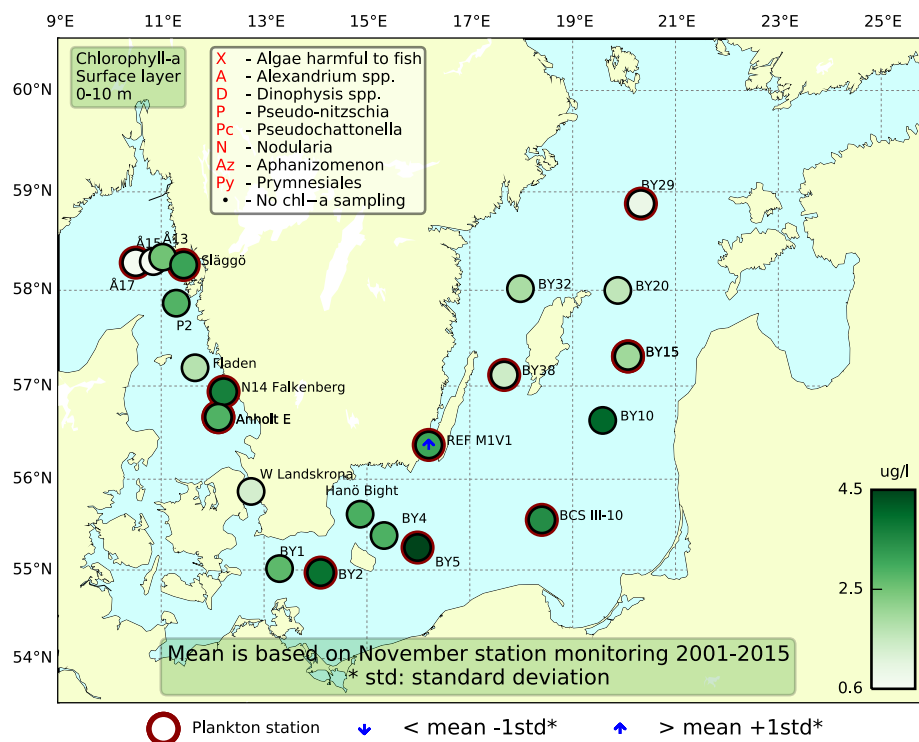 9°E 11°E 13°E 15°E 17°E 19°E 21°E 23°E 25°E
60°N
59°N
58°N
57°N
56°N
55°N
54°N
Chlorophyll-a
Surface layer
0-10 m
X - Algae harmful to fish
A - Alexandrium spp.
D - Dinophysis spp.
P - Pseudo-nitzschia
Pc - Pseudochattonella
N - Nodularia
Az - Aphanizomenon
Py - Prymnesiales
• - No chl-a sampling
BY29
Å15
Å13
Släggö
Å17
BY32
BY20
P2
Fladen
BY15
BY38
N14 Falkenberg
Anholt E
BY10
REF M1V1
W Landskrona
Hanö Bight
BCS III-10
BY4
BY1
BY5
BY2
ug/l
4.5
2.5
0.6
Mean is based on November station monitoring 2001-2015
* std: standard deviation
Plankton station
< mean -1std*
> mean +1std*